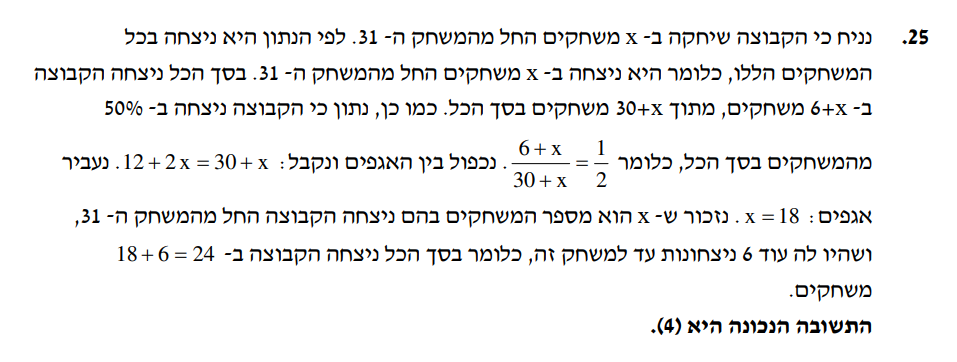 25. נניח כי הקבוצה שיחקה ב- x משחקים החל מהמשחק ה- 31. לפי הנתון היא ניצחה בכל
המשחקים הללו, כלומר היא ניצחה ב- x משחקים החל מהמשחק ה- 31. בסך הכל ניצחה הקבוצה
ב- 6+x משחקים, מתוך 30+x משחקים בסך הכל. כמו כן, נתון כי הקבוצה ניצחה ב- 50%
מהמשחקים בסך הכל, כלומר (6 + x)/(30 + x) = 1/2. נכפול בין האגפים ונקבל: 12 + 2x = 30 + x. נעביר
אגפים: x = 18. נזכור ש- x הוא מספר המשחקים בהם ניצחה הקבוצה החל מהמשחק ה- 31,
ושהיו לה עוד 6 ניצחונות עד למשחק זה, כלומר בסך הכל ניצחה הקבוצה ב- 18 + 6 = 24
משחקים.
התשובה הנכונה היא (4).